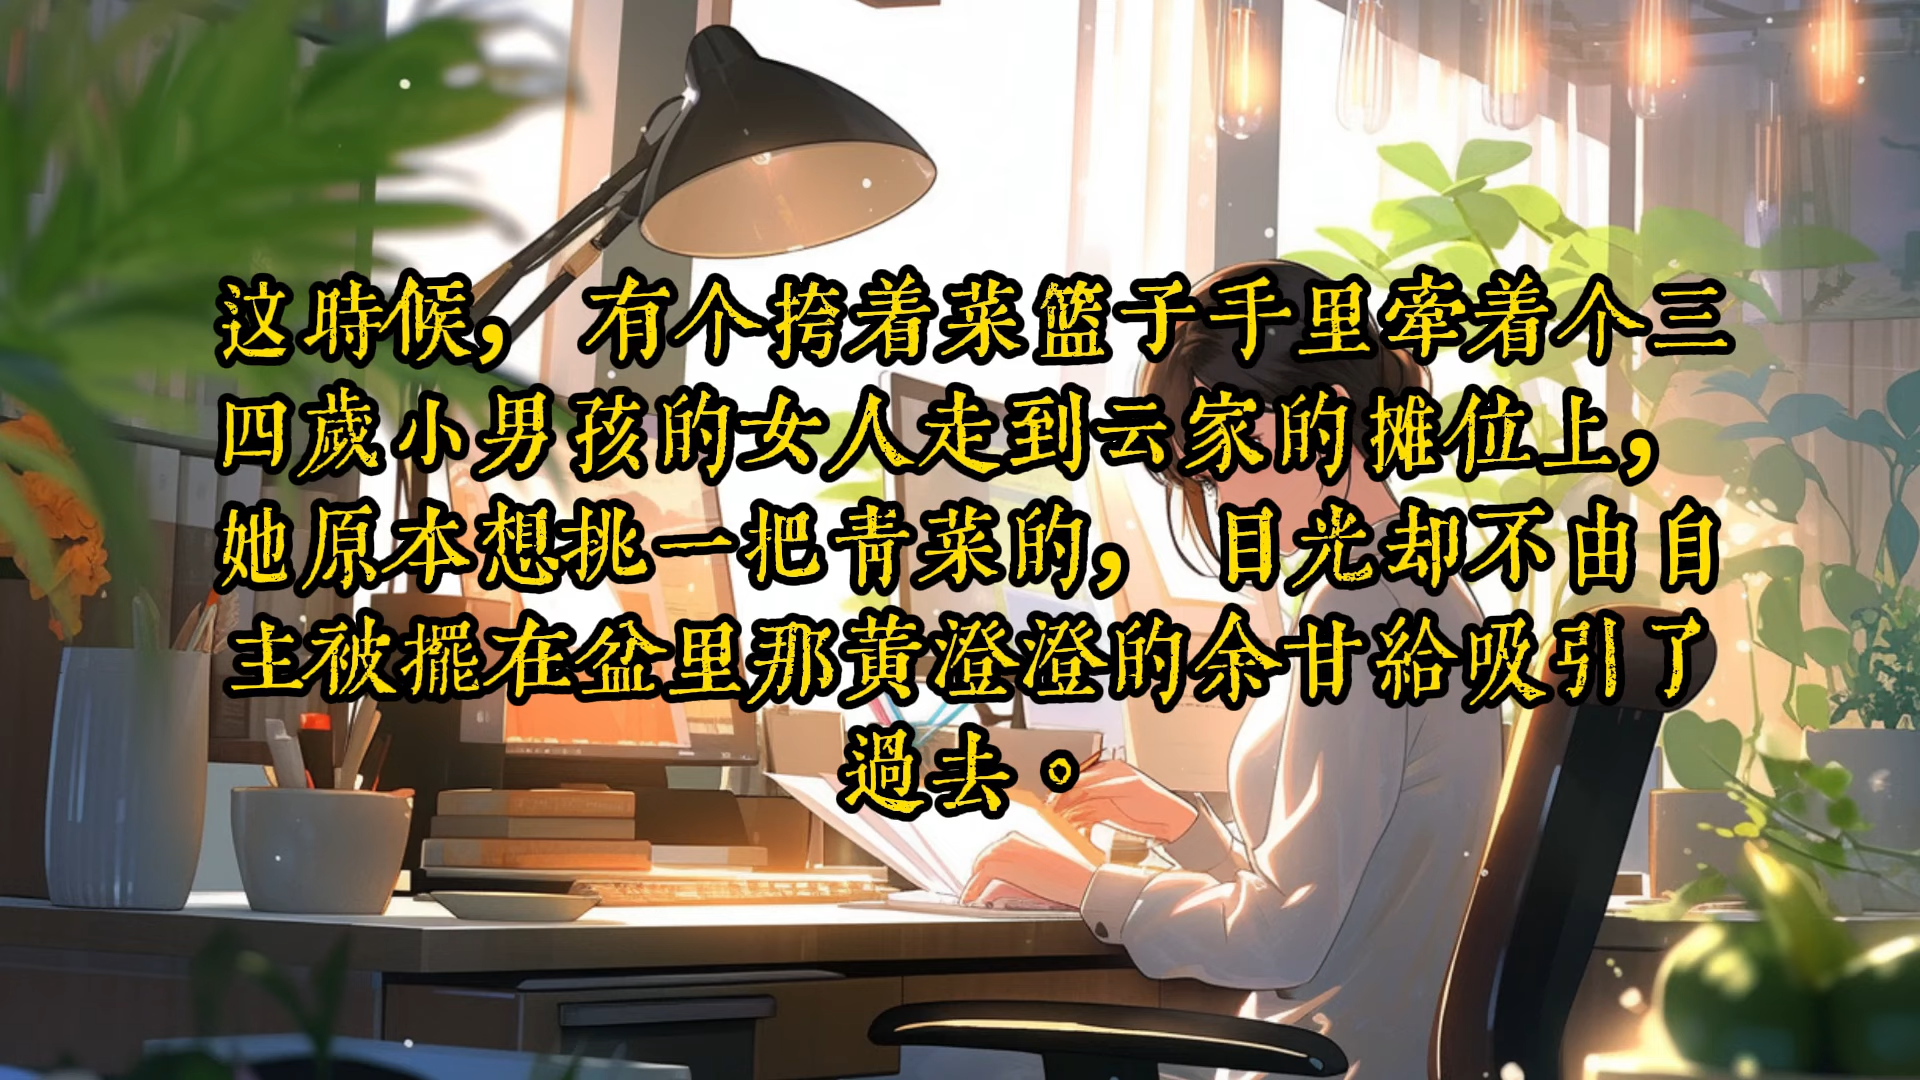 这時候，有个挎着菜篮子手里牵着个三
四歲小男孩的女人走到云家的摊位上，
她原本想挑一把青菜的，目光却不由自
主被擺在盆里那黄澄澄的余甘給吸引了
過去。